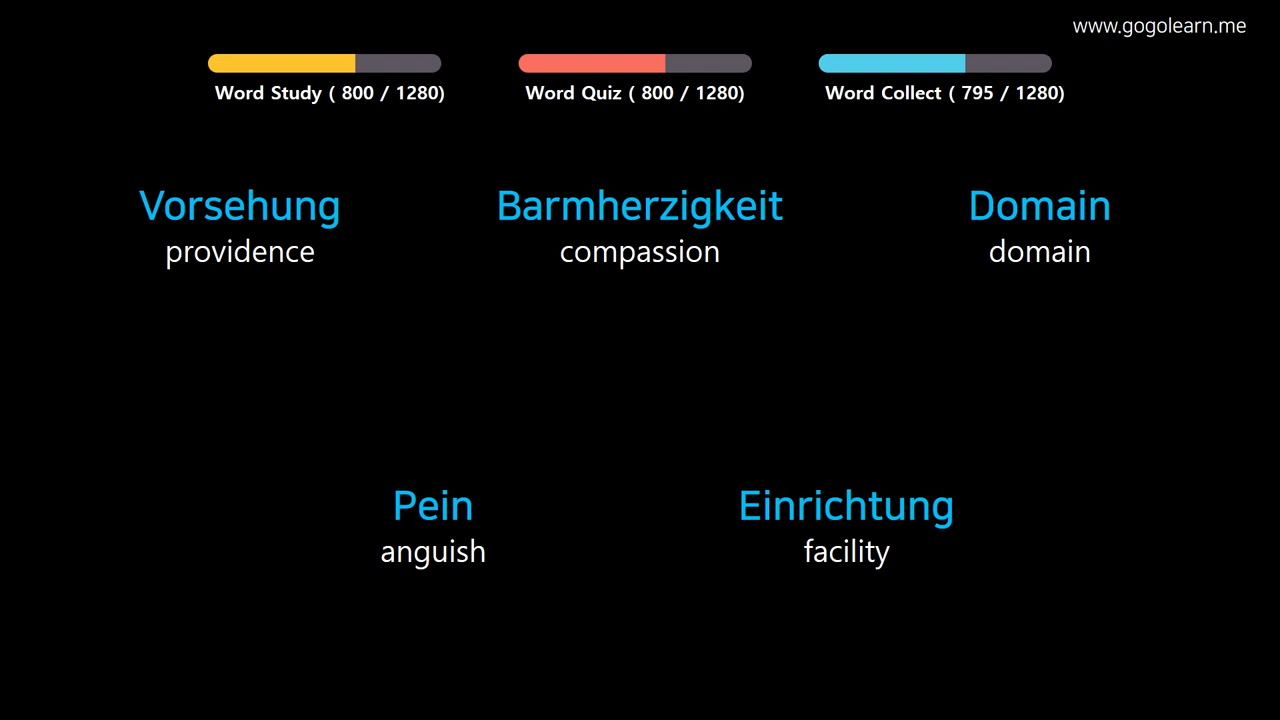 www.gogolearn.me
Word Study ( 800 / 1280)
Word Quiz ( 800 / 1280)
Word Collect ( 795 / 1280)
Vorsehung
providence
Barmherzigkeit
compassion
Domain
domain
Pein
anguish
Einrichtung
facility